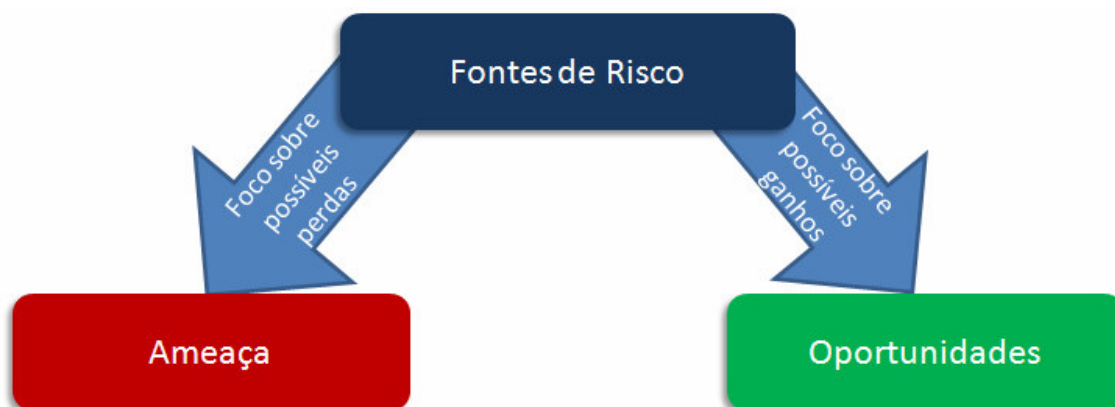 Fontes de Risco
Foco sobre
possíveis
perdas
Foco sobre
possíveis
ganhos
Ameaça
Oportunidades